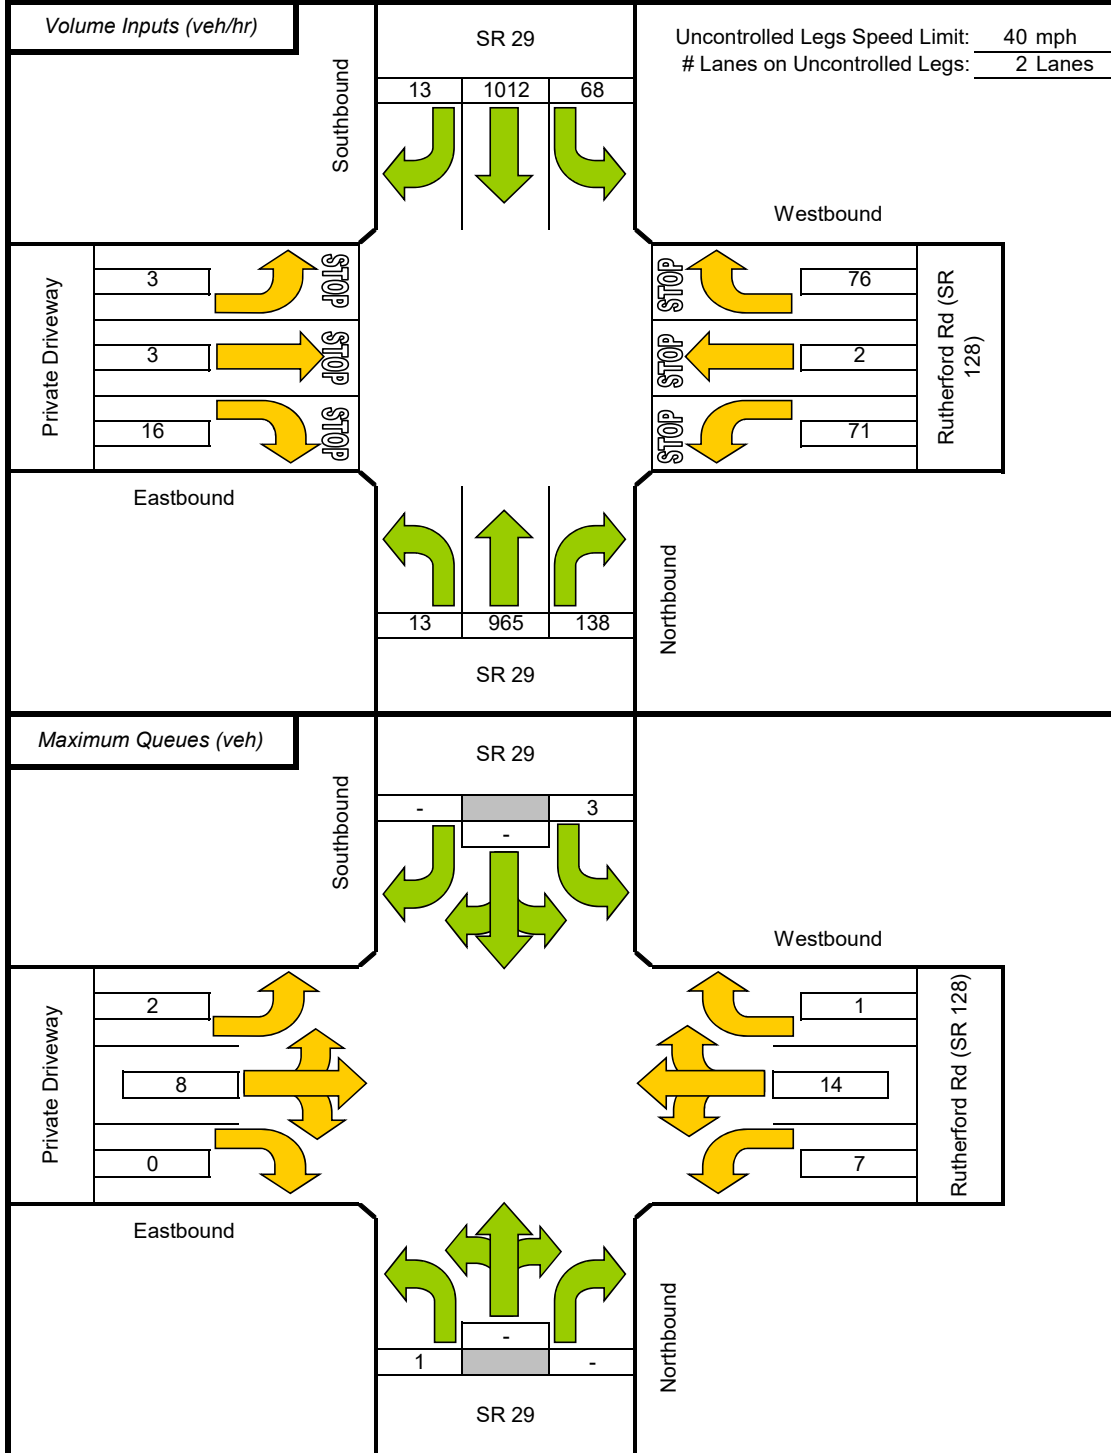 Volume Inputs (veh/hr)
SR 29
Uncontrolled Legs Speed Limit: 40 mph
# Lanes on Uncontrolled Legs: 2 Lanes
Southbound
13 1012 68
Westbound
Private Driveway
3 STOP
3 STOP
16 STOP
STOP 76
STOP 2
STOP 71
Rutherford Rd (SR
128)
Eastbound
Northbound
13 965 138
SR 29
Maximum Queues (veh)
SR 29
Southbound
- 3
-
Westbound
Private Driveway
2
8
0
1
14
7
Rutherford Rd (SR 128)
Eastbound
Northbound
-
1 -
SR 29